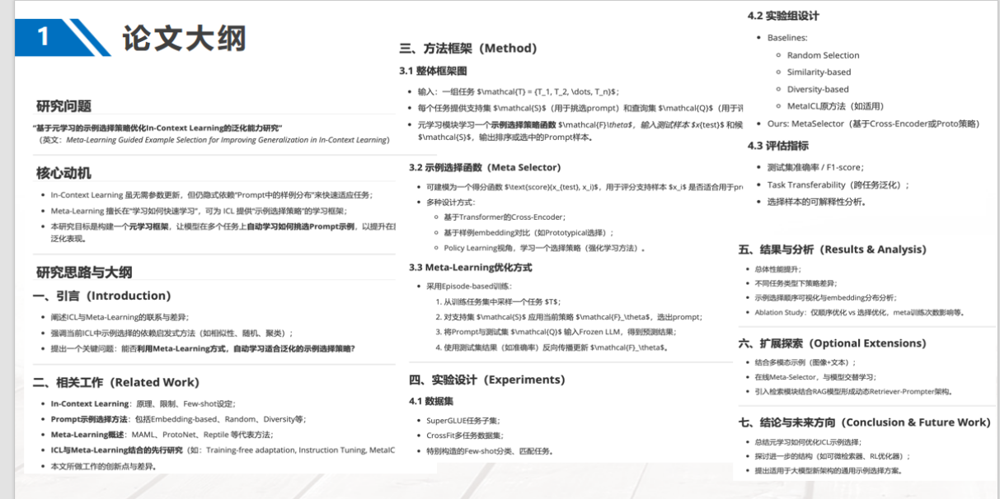 1
论文大纲
研究问题
“基于元学习的示例选择策略优化In-Context Learning的泛化能力研究”
（英文：Meta-Learning Guided Example Selection for Improving Generalization in In-Context Learning）
核心动机
• In-Context Learning 虽无需参数更新，但仍隐式依赖“Prompt中的样例分布”来快速适应任务；
• Meta-Learning 擅长在“学习如何快速学习”，可为 ICL 提供“示例选择策略”的学习框架；
• 本研究目标是构建一个元学习框架，让模型在多个任务上自动学习如何挑选Prompt示例，以提升在
泛化表现。
研究思路与大纲
一、引言（Introduction）
• 阐述ICL与Meta-Learning的联系与差异；
• 强调当前ICL中示例选择的依赖启发式方法（如相似性、随机、聚类）；
• 提出一个关键问题：能否利用Meta-Learning方式，自动学习适合泛化的示例选择策略？
二、相关工作（Related Work）
• In-Context Learning：原理、限制、Few-shot设定；
• Prompt示例选择方法：包括Embedding-based、Random、Diversity等；
• Meta-Learning概述：MAML、ProtoNet、Reptile 等代表方法；
• ICL与Meta-Learning结合的先行研究（如：Training-free adaptation, Instruction Tuning, MetaIC
• 本文所做工作的创新点与差异。
三、方法框架（Method）
3.1 整体框架图
• 输入：一组任务 $\mathcal{T} = {T_1, T_2, \dots, T_n}$；
• 每个任务提供支持集 $\mathcal{S}$（用于挑选prompt）和查询集 $\mathcal{Q}$（用于
• 元学习模块学习一个示例选择策略函数 $\mathcal{F}\theta$，输入测试样本 $x{test}$ 和候
$\mathcal{S}$，输出排序或选中的Prompt样本。
3.2 示例选择函数（Meta Selector）
• 可建模为一个得分函数 $\text{score}(x_{test}, x_i)$，用于评分支持样本 $x_i$ 是否适合用于pr
• 多种设计方式：
○ 基于Transformer的Cross-Encoder；
○ 基于样例embedding对比（如Prototypical选择）；
○ Policy Learning视角，学习一个选择策略（强化学习方法）。
3.3 Meta-Learning优化方式
• 采用Episode-based训练：
1. 从训练任务集中采样一个任务 $T$；
2. 对支持集 $\mathcal{S}$ 应用当前策略 $\mathcal{F}_\theta$，选出prompt；
3. 将Prompt与测试集 $\mathcal{Q}$ 输入Frozen LLM，得到预测结果；
4. 使用测试集结果（如准确率）反向传播更新 $\mathcal{F}_\theta$。
四、实验设计（Experiments）
4.1 数据集
• SuperGLUE任务子集；
• CrossFit多任务数据集；
• 特别构造的Few-shot分类、匹配任务。
4.2 实验组设计
• Baselines:
○ Random Selection
○ Similarity-based
○ Diversity-based
○ MetaICL原方法（如适用）
• Ours: MetaSelector（基于Cross-Encoder或Proto策略）
4.3 评估指标
• 测试集准确率 / F1-score；
• Task Transferability（跨任务泛化）；
• 选择样本的可解释性分析。
五、结果与分析（Results & Analysis）
• 总体性能提升；
• 不同任务类型下策略差异；
• 示例选择顺序可视化与embedding分布分析；
• Ablation Study：仅顺序优化 vs 选择优化，meta训练次数影响等。
六、扩展探索（Optional Extensions）
• 结合多模态示例（图像+文本）；
• 在线Meta-Selector，与模型交替学习；
• 引入检索模块结合RAG模型形成动态Retriever-Prompter架构。
七、结论与未来方向（Conclusion & Future Work）
• 总结元学习如何优化ICL示例选择；
• 探讨进一步的结构（如可微检索器、RL优化器）；
• 提出适用于大模型新架构的通用示例选择方案。